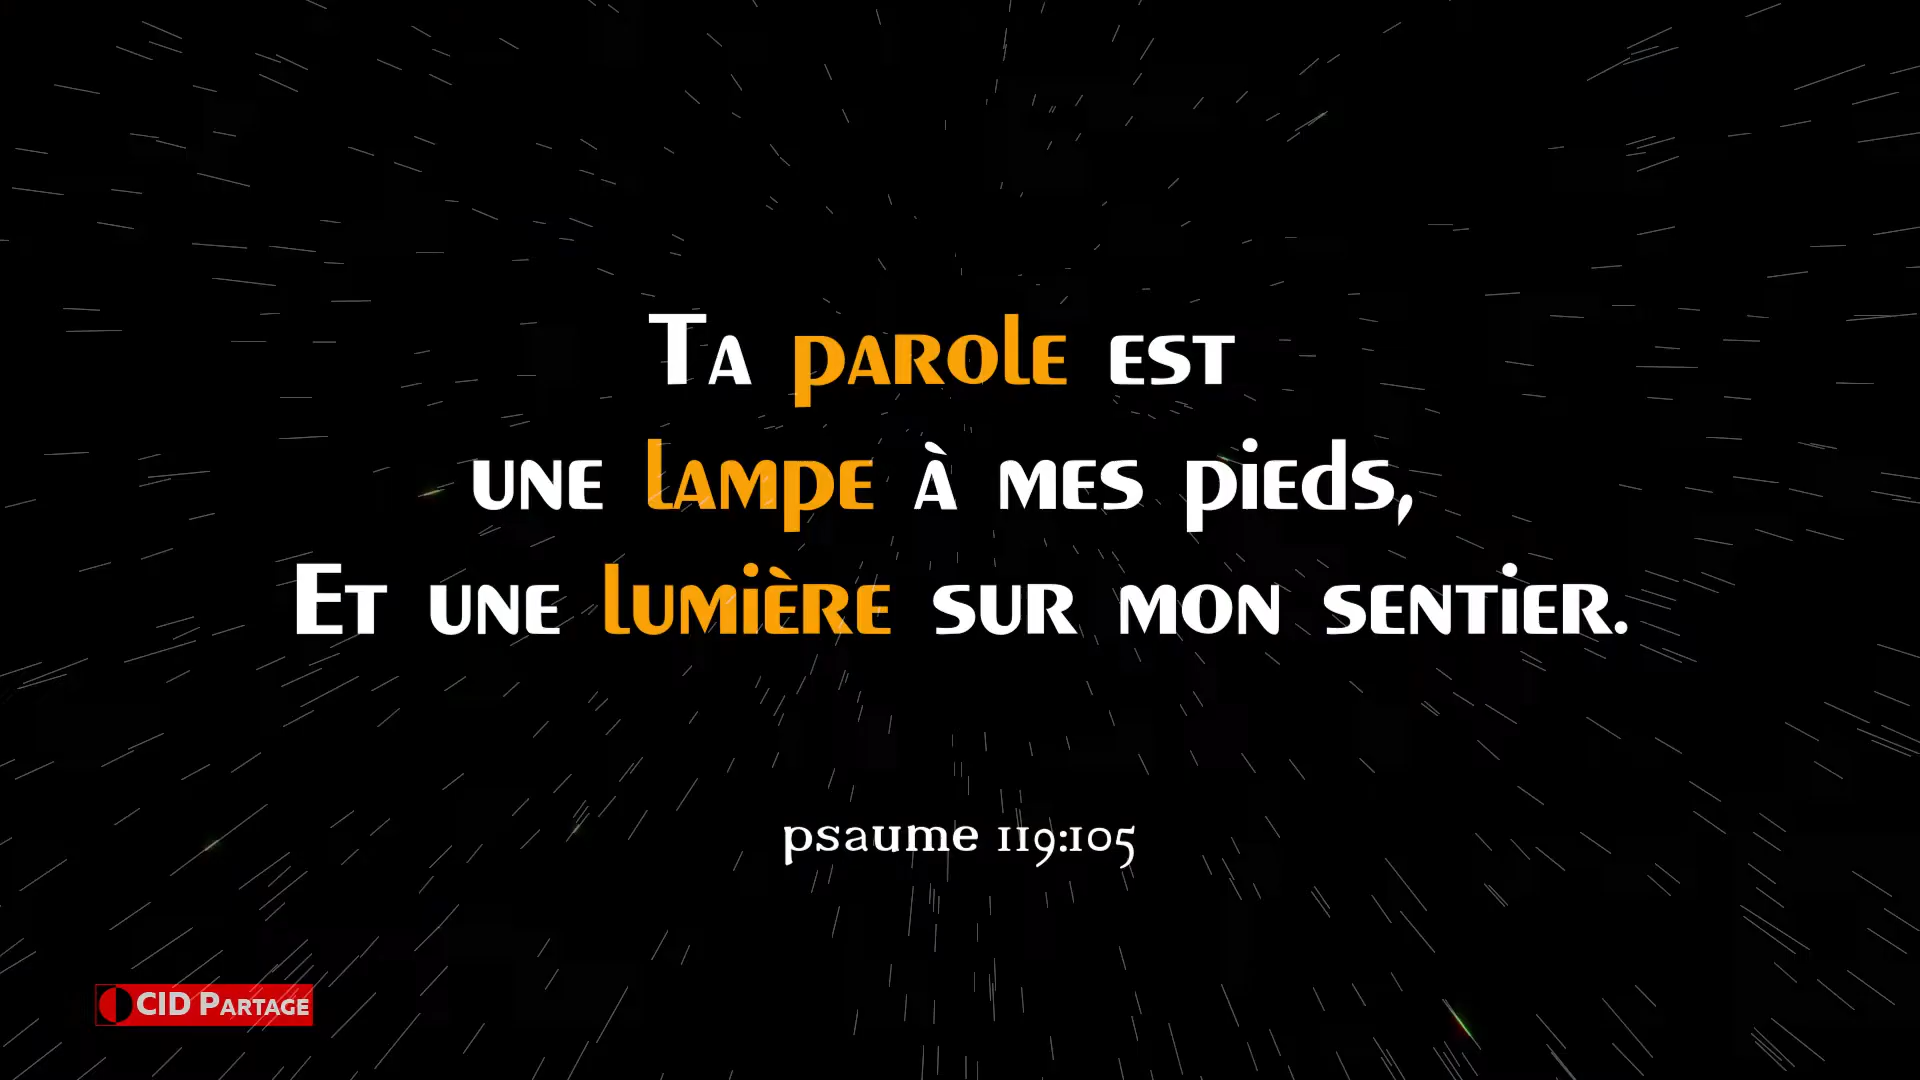 Ta parole est
une lampe à mes pieds,
Et une lumière sur mon sentier.
psaume 119:105
CID PARTAGE